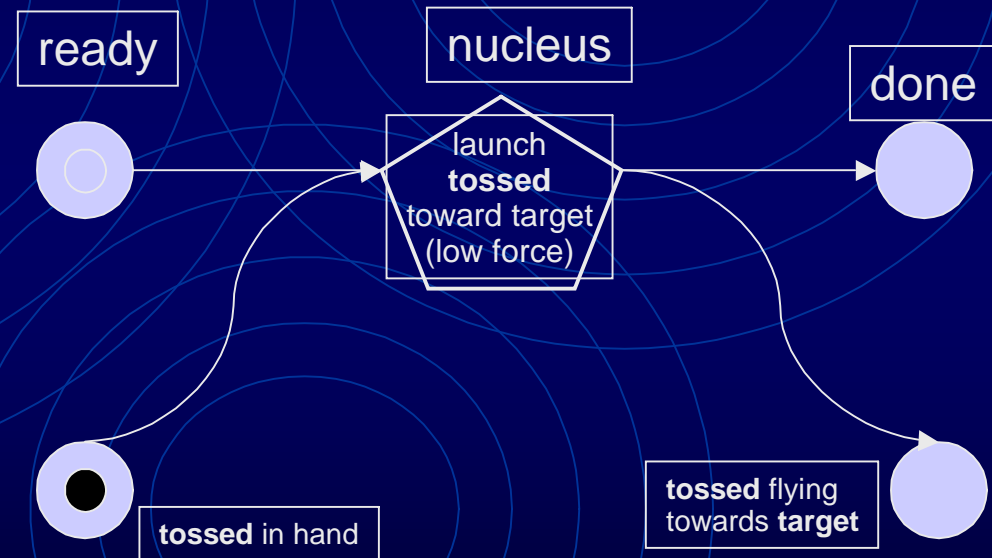 ready
nucleus
done
launch
tossed
toward target
(low force)
tossed in hand
tossed flying
towards target